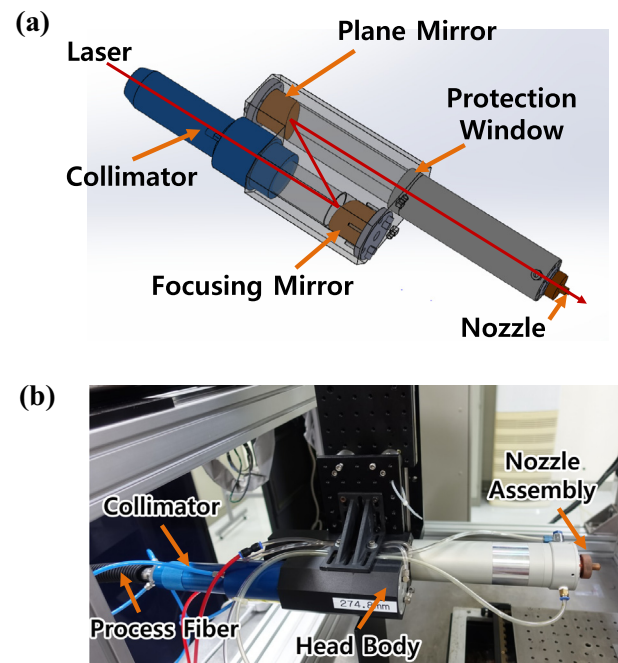 (a)
Plane Mirror
Laser
Protection
Window
Collimator
Focusing Mirror
Nozzle
(b)
Nozzle
Assembly
Collimator
274.8mm
Process Fiber
Head Body